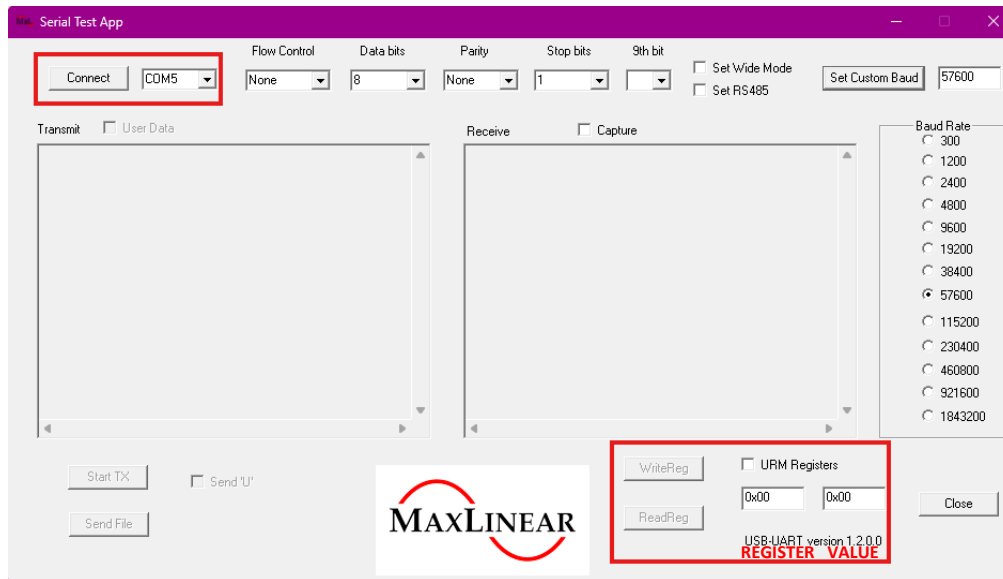 MxL Serial Test App
Flow Control Data bits Parity Stop bits 9th bit
Connect COM5 None 8 None 1 Set Wide Mode Set Custom Baud 57600
Set RS485
Transmit User Data Receive Capture Baud Rate
300
1200
2400
4800
9600
19200
38400
57600
115200
230400
460800
921600
1843200
Start TX Send 'U' WriteReg URM Registers
0x00 0x00 Close
Send File MAXLINEAR ReadReg
USB-UART version 1.2.0.0
REGISTER VALUE